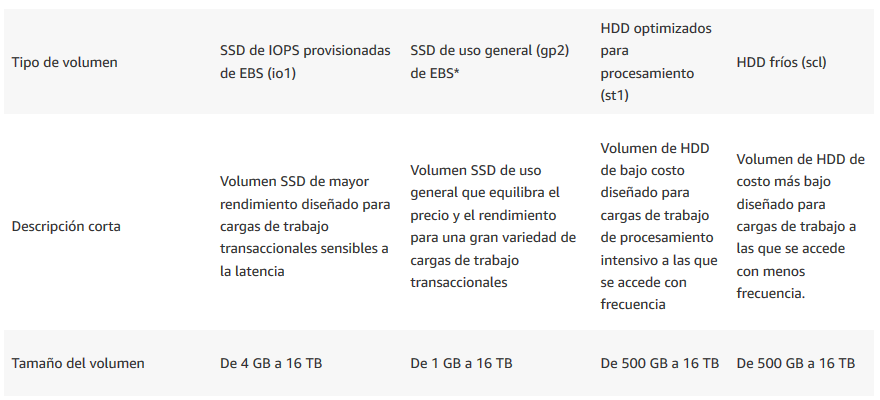 Tipo de volumen
SSD de IOPS provisionadas
de EBS (io1)
SSD de uso general (gp2)
de EBS*
HDD optimizados
para
procesamiento
(st1)
HDD fríos (scl)
Descripción corta
Volumen SSD de mayor
rendimiento diseñado para
cargas de trabajo
transaccionales sensibles a
la latencia
Volumen SSD de uso
general que equilibra el
precio y el rendimiento
para una gran variedad de
cargas de trabajo
transaccionales
Volumen de HDD
de bajo costo
diseñado para
cargas de trabajo
de procesamiento
intensivo a las que
se accede con
frecuencia
Volumen de HDD de
costo más bajo
diseñado para
cargas de trabajo a
las que se accede
con menos
frecuencia.
Tamaño del volumen
De 4 GB a 16 TB
De 1 GB a 16 TB
De 500 GB a 16 TB
De 500 GB a 16 TB